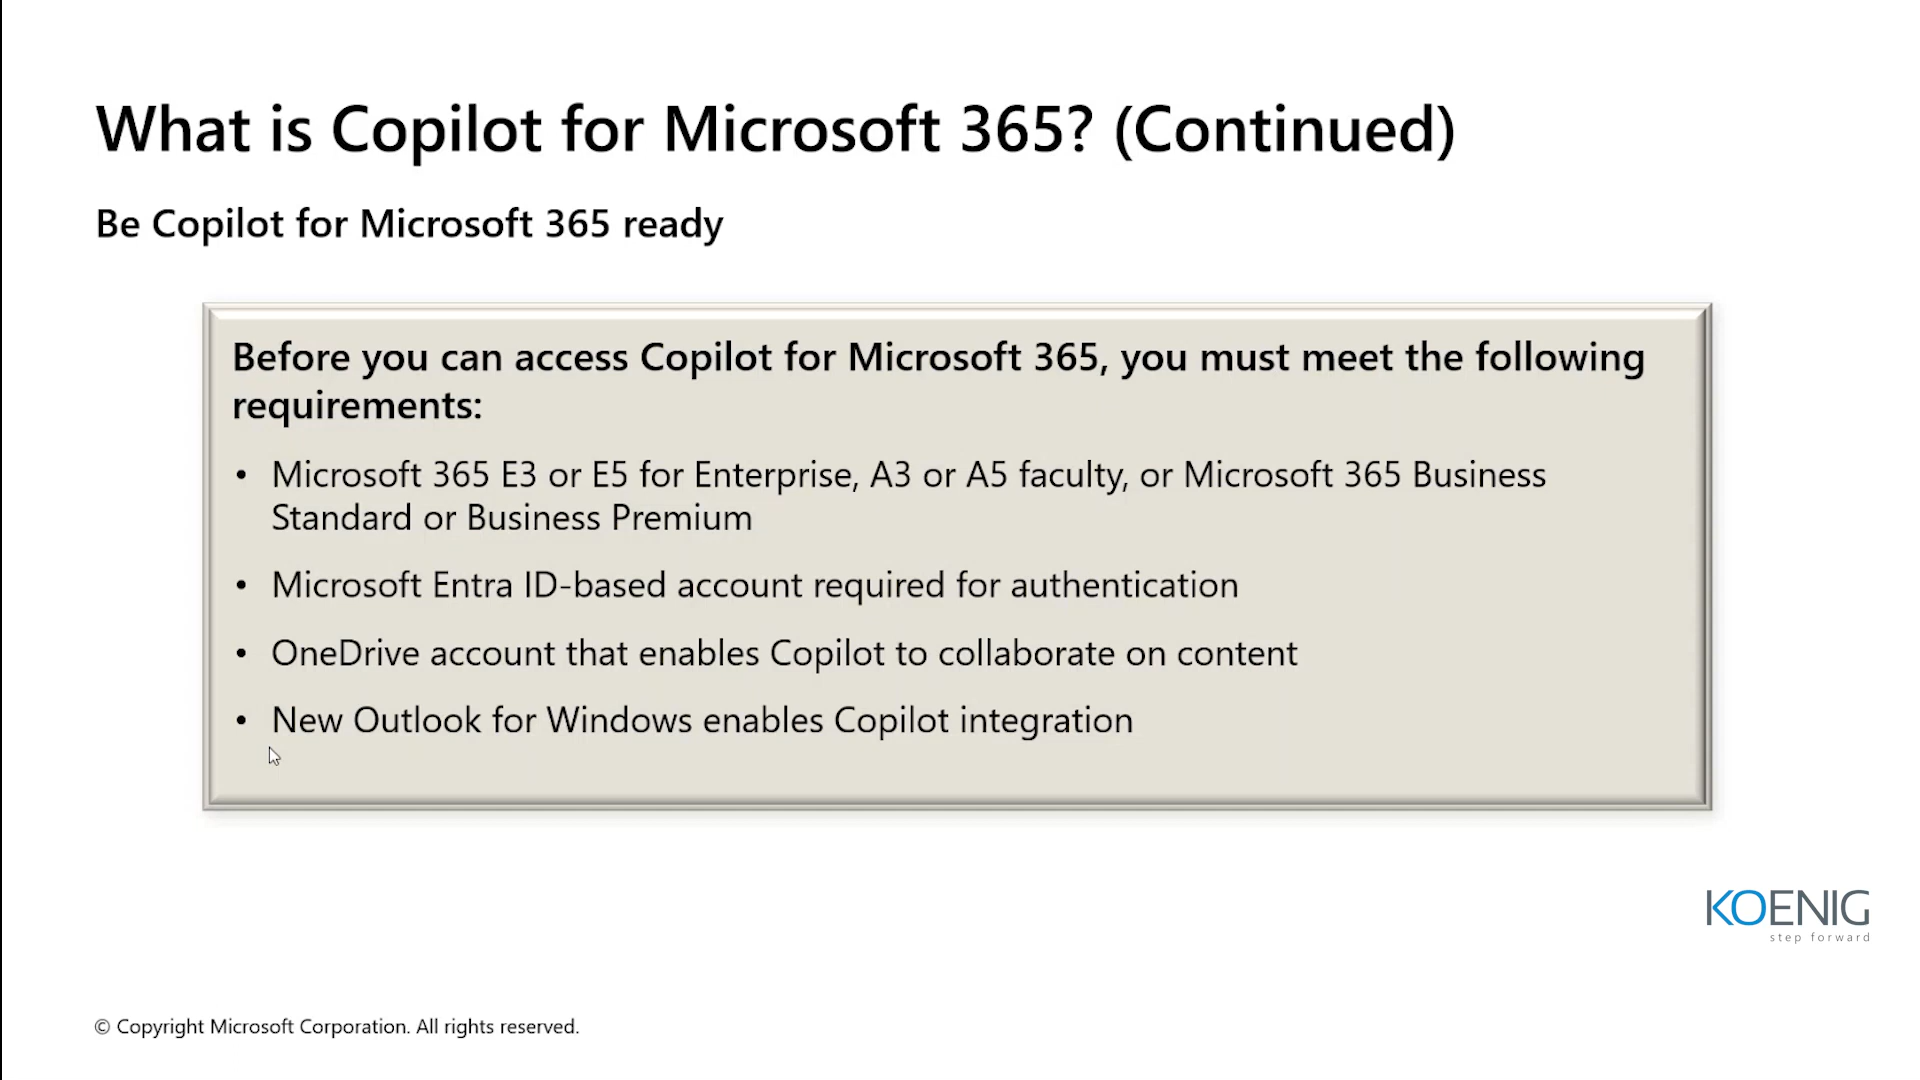 What is Copilot for Microsoft 365? (Continued)
Be Copilot for Microsoft 365 ready
Before you can access Copilot for Microsoft 365, you must meet the following
requirements:
• Microsoft 365 E3 or E5 for Enterprise, A3 or A5 faculty, or Microsoft 365 Business
Standard or Business Premium
• Microsoft Entra ID-based account required for authentication
• OneDrive account that enables Copilot to collaborate on content
• New Outlook for Windows enables Copilot integration
KOENIG
step forward
© Copyright Microsoft Corporation. All rights reserved.